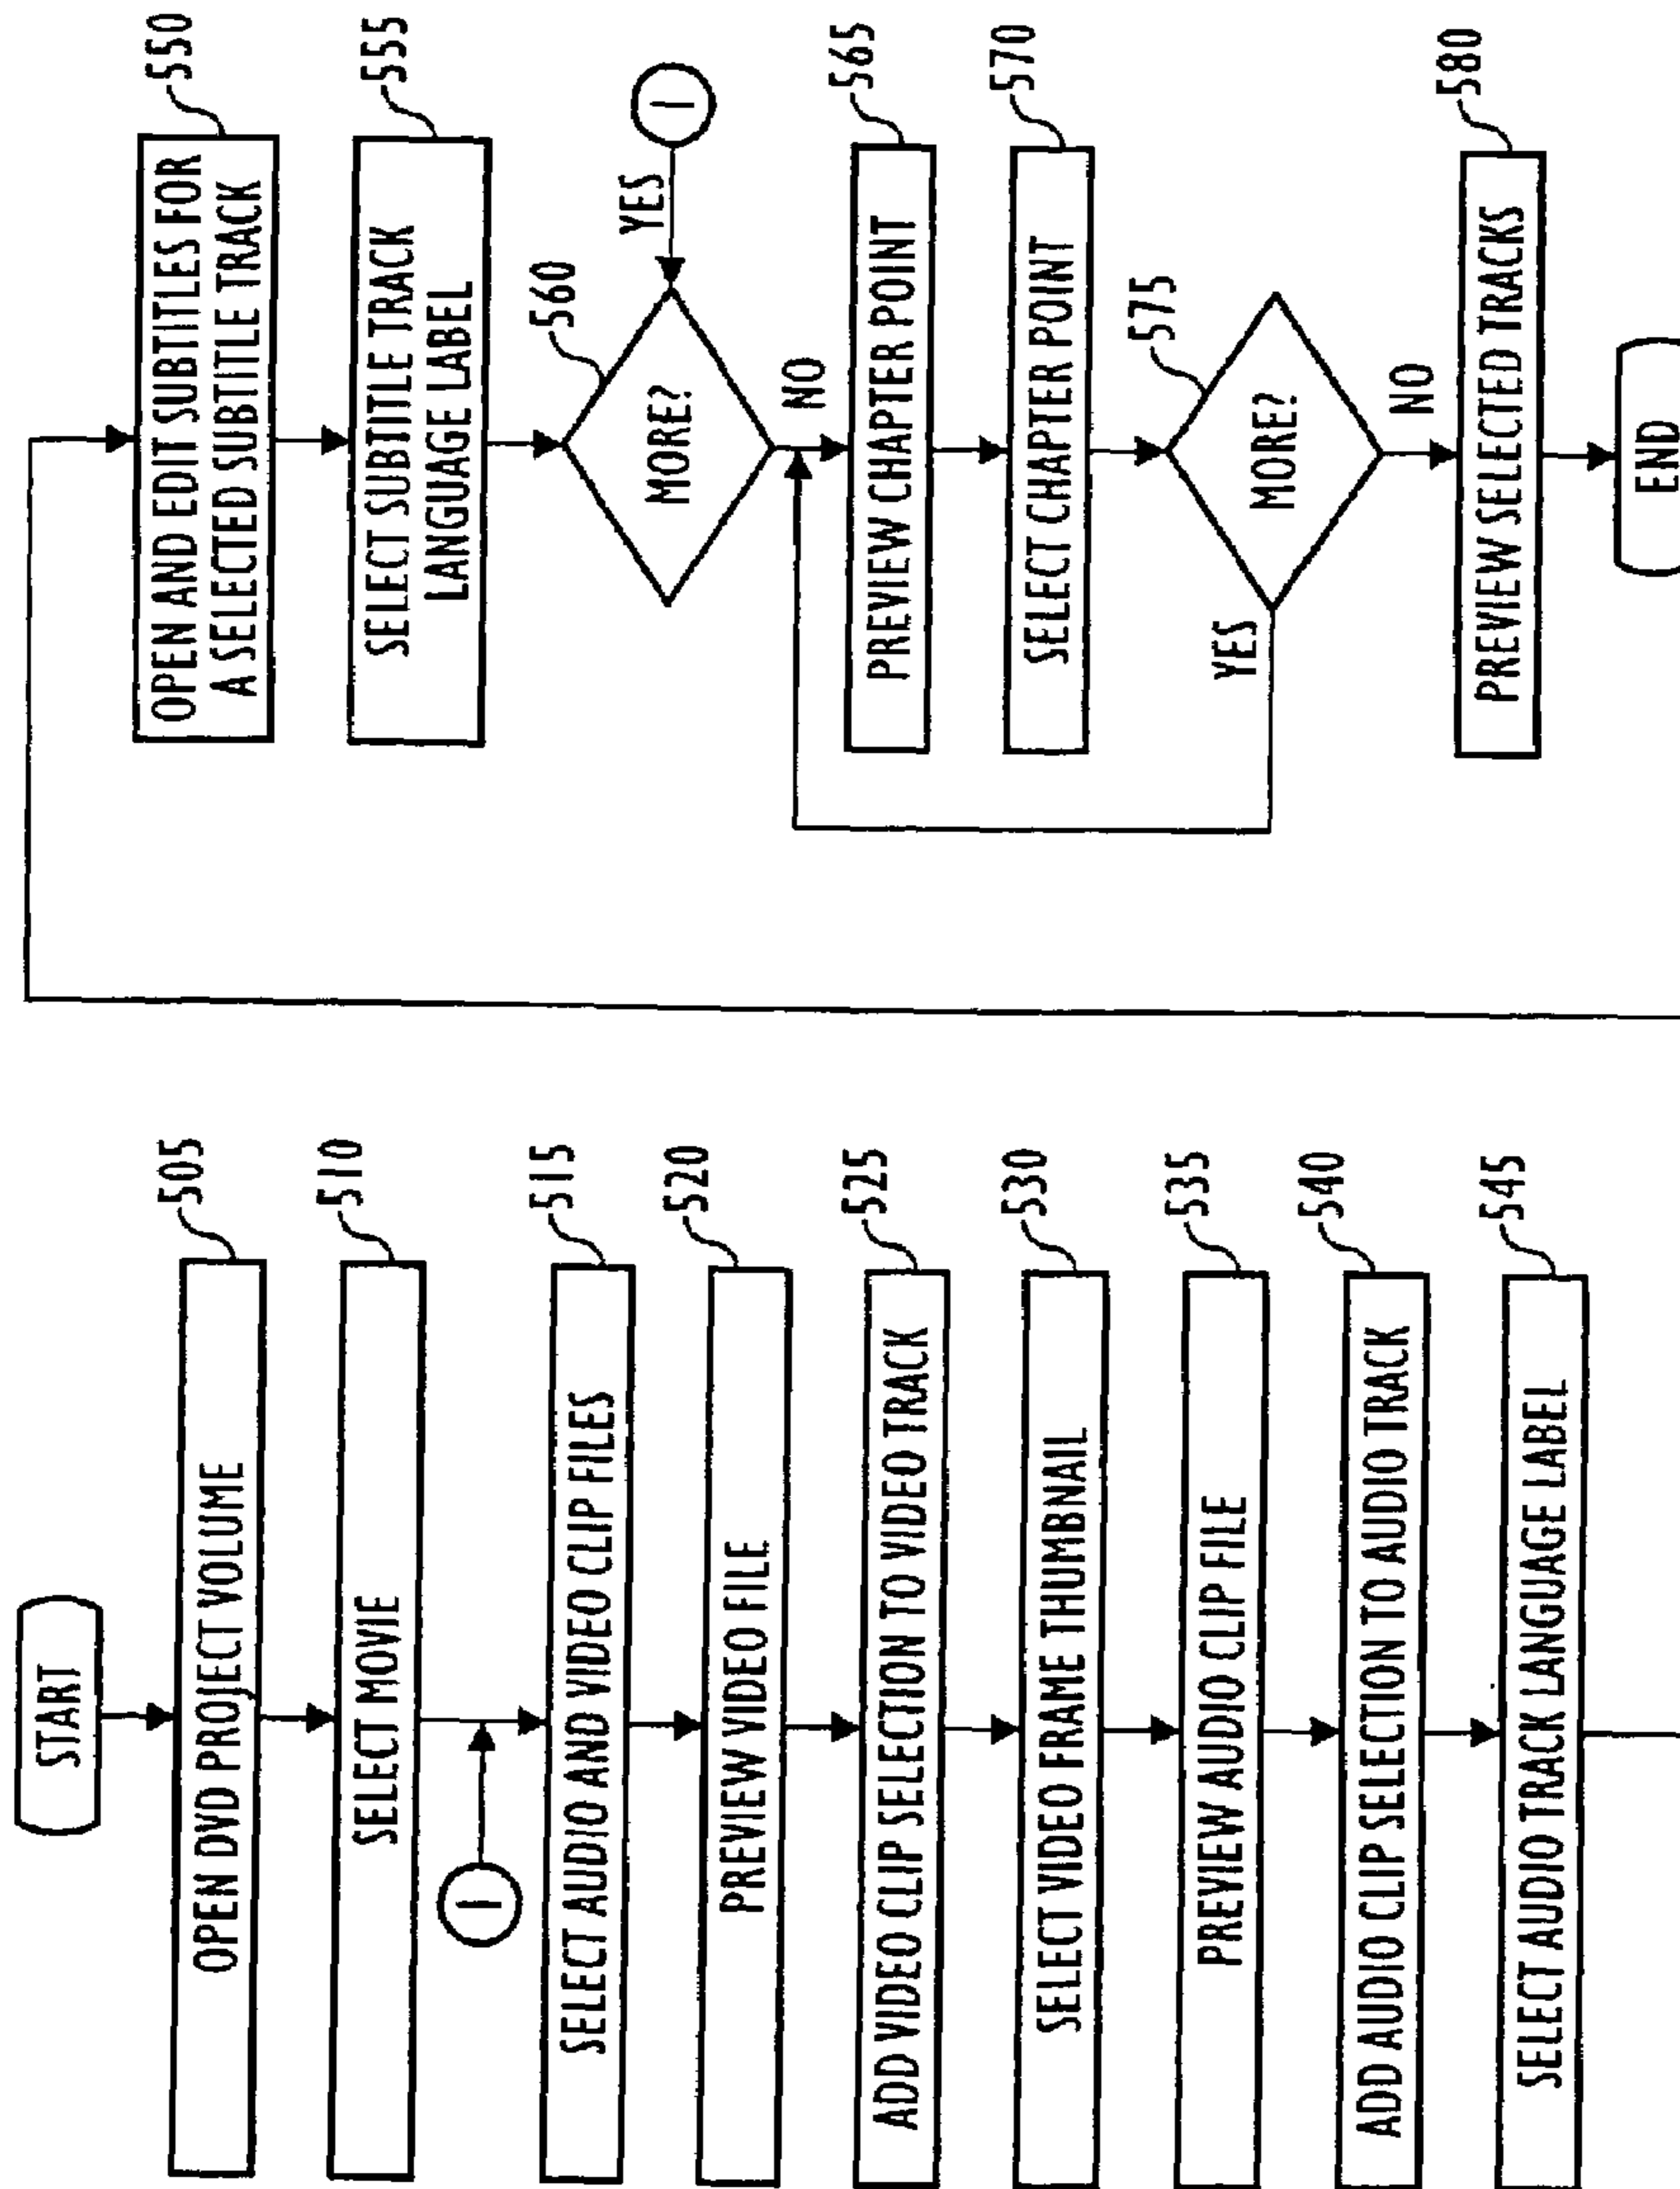 START
OPEN DVD PROJECT VOLUME
505
SELECT MOVIE
510
1
SELECT AUDIO AND VIDEO CLIP FILES
515
PREVIEW VIDEO FILE
520
ADD VIDEO CLIP SELECTION TO VIDEO TRACK
525
SELECT VIDEO FRAME THUMBNAIL
530
PREVIEW AUDIO CLIP FILE
535
ADD AUDIO CLIP SELECTION TO AUDIO TRACK
540
SELECT AUDIO TRACK LANGUAGE LABEL
545
OPEN AND EDIT SUBTITLES FOR
A SELECTED SUBTITLE TRACK
550
SELECT SUBTITLE TRACK
LANGUAGE LABEL
555
MORE?
560
YES
1
NO
PREVIEW CHAPTER POINT
565
SELECT CHAPTER POINT
570
MORE?
575
YES
NO
PREVIEW SELECTED TRACKS
580
END